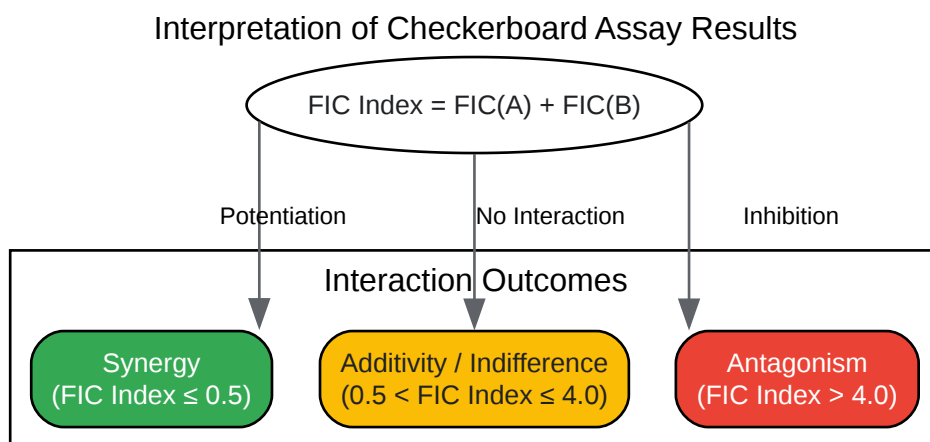 Interpretation of Checkerboard Assay Results
FIC Index = FIC(A) + FIC(B)
Potentiation
No Interaction
Inhibition
Interaction Outcomes
Synergy
(FIC Index ≤ 0.5)
Additivity / Indifference
(0.5 < FIC Index ≤ 4.0)
Antagonism
(FIC Index > 4.0)